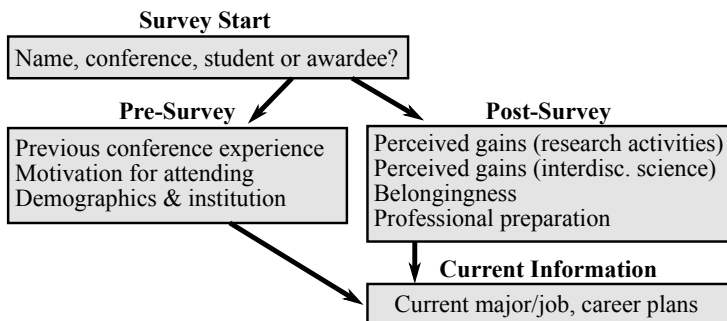 Survey Start
Name, conference, student or awardee?
Pre-Survey
Previous conference experience
Motivation for attending
Demographics & institution
Post-Survey
Perceived gains (research activities)
Perceived gains (interdisc. science)
Belongingness
Professional preparation
Current Information
Current major/job, career plans